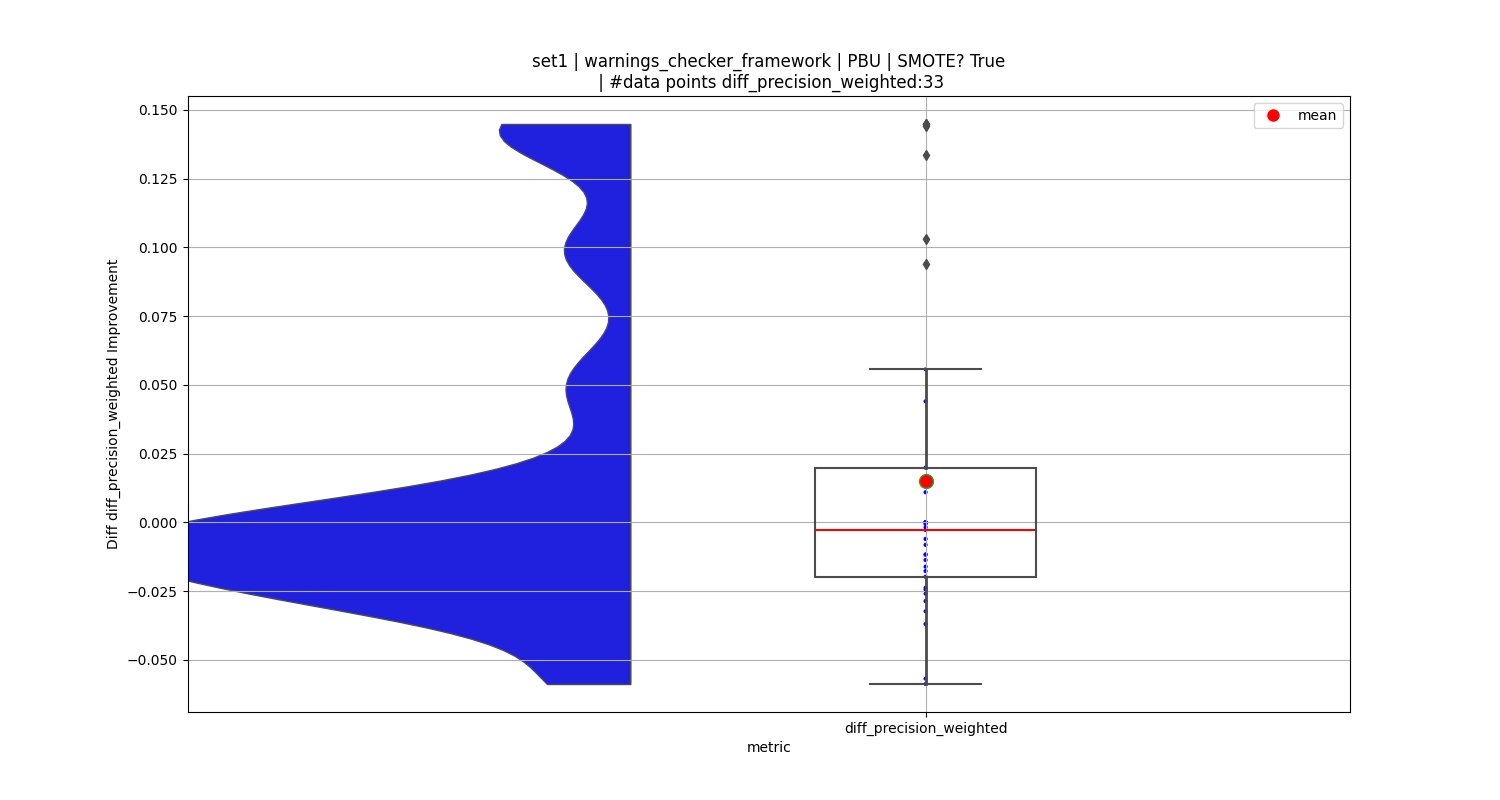 set1 | warnings_checker_framework | PBU | SMOTE? True
| #data points diff_precision_weighted:33
mean
0.150
0.125
0.100
0.075
0.050
0.025
0.000
−0.025
−0.050
Diff diff_precision_weighted Improvement
diff_precision_weighted
metric